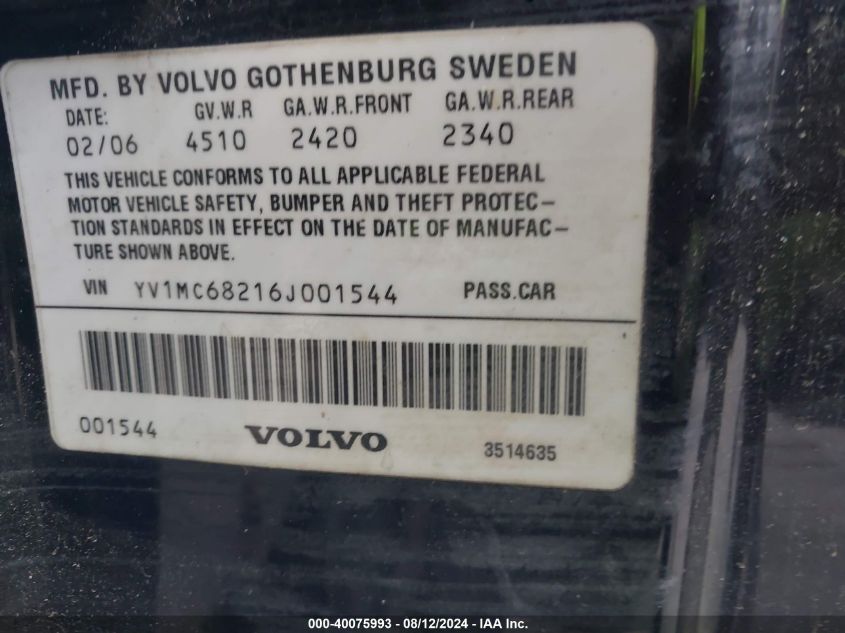 MFD. BY VOLVO GOTHENBURG SWEDEN
DATE: GV.W.R GA.W.R.FRONT GA.W.R.REAR
02/06 4510 2420 2340
THIS VEHICLE CONFORMS TO ALL APPLICABLE FEDERAL
MOTOR VEHICLE SAFETY, BUMPER AND THEFT PROTEC–
TION STANDARDS IN EFFECT ON THE DATE OF MANUFAC–
TURE SHOWN ABOVE.
VIN YV1MC68216J001544 PASS.CAR
001544 VOLVO 3514635
000-40075993 - 08/12/2024 - IAA Inc.